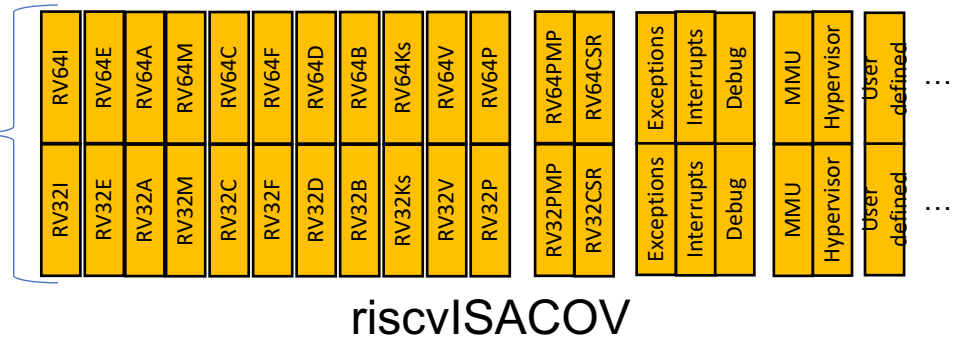 RV64I RV64E RV64A RV64M RV64C RV64F RV64D RV64B RV64Ks RV64V RV64P RV64PMP RV64CSR Exceptions Interrupts Debug MMU Hypervisor User defined …
RV32I RV32E RV32A RV32M RV32C RV32F RV32D RV32B RV32Ks RV32V RV32P RV32PMP RV32CSR Exceptions Interrupts Debug MMU Hypervisor User defined …
riscvISACOV